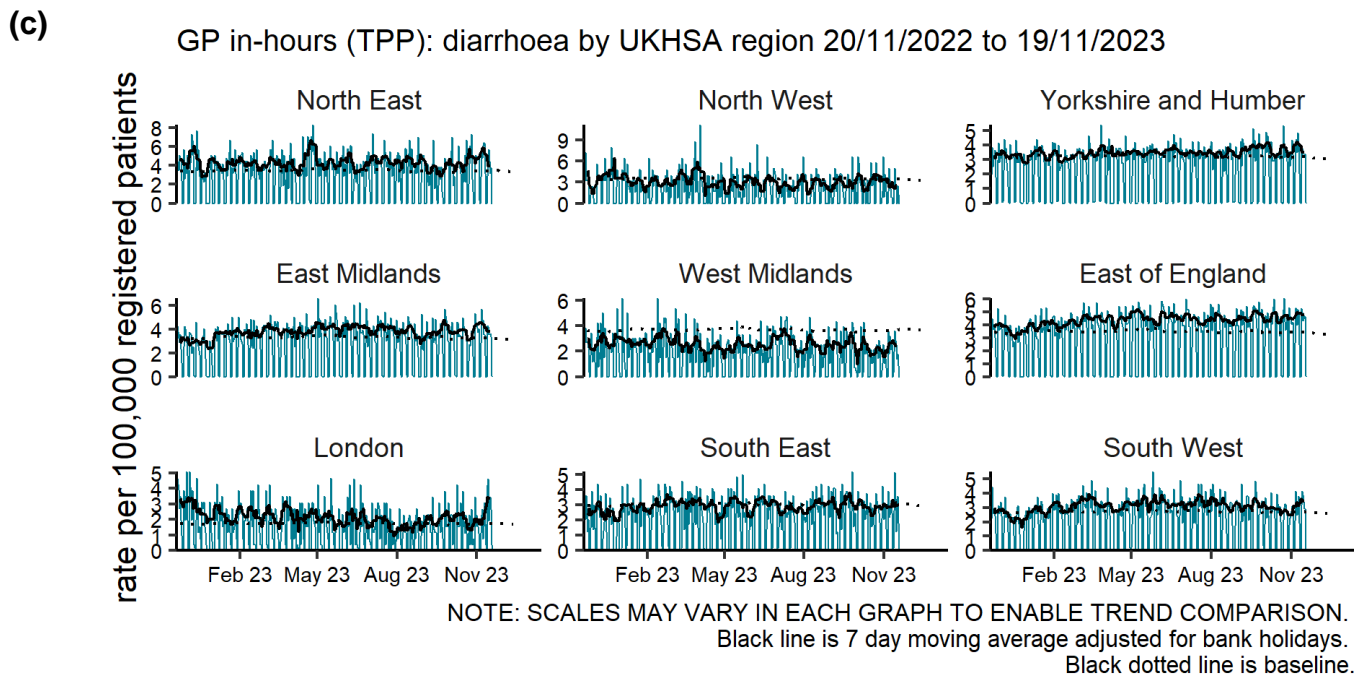 (c)
GP in-hours (TPP): diarrhoea by UKHSA region 20/11/2022 to 19/11/2023
rate per 100,000 registered patients
North East
8
6
4
2
0
North West
9
6
3
0
Yorkshire and Humber
5
4
3
2
1
0
East Midlands
6
4
2
0
West Midlands
6
4
2
0
East of England
6
5
4
3
2
1
0
London
5
4
3
2
1
0
Feb 23 May 23 Aug 23 Nov 23
South East
5
4
3
2
1
0
Feb 23 May 23 Aug 23 Nov 23
South West
5
4
3
2
1
0
Feb 23 May 23 Aug 23 Nov 23
NOTE: SCALES MAY VARY IN EACH GRAPH TO ENABLE TREND COMPARISON.
Black line is 7 day moving average adjusted for bank holidays.
Black dotted line is baseline.